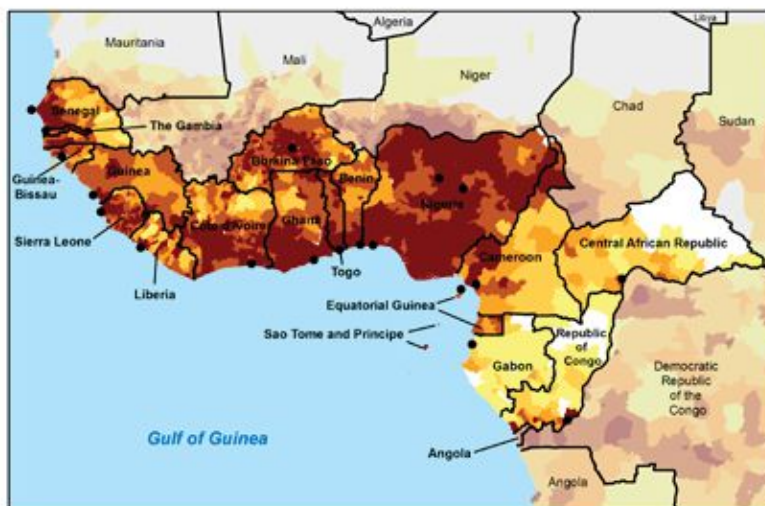 Algeria
Libya
Mauritania
Mali
Niger
Chad
Sudan
Senegal
The Gambia
Burkina Faso
Guinea
Benin
Nigeria
Guinea-
Bissau
Cote d'Ivoire
Ghana
Sierra Leone
Central African Republic
Cameroon
Togo
Liberia
Equatorial Guinea
Sao Tome and Principe
Republic
of
Congo
Gabon
Democratic
Republic
of the
Congo
Gulf of Guinea
Angola
Angola